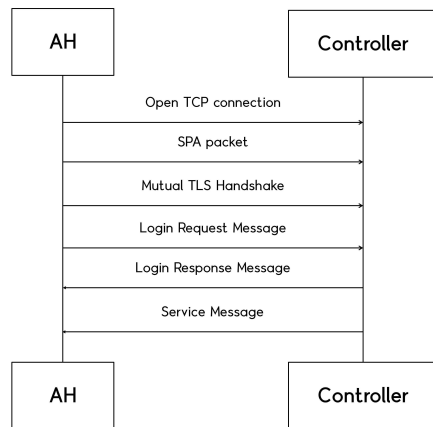 AH
Controller
Open TCP connection
SPA packet
Mutual TLS Handshake
Login Request Message
Login Response Message
Service Message
AH
Controller